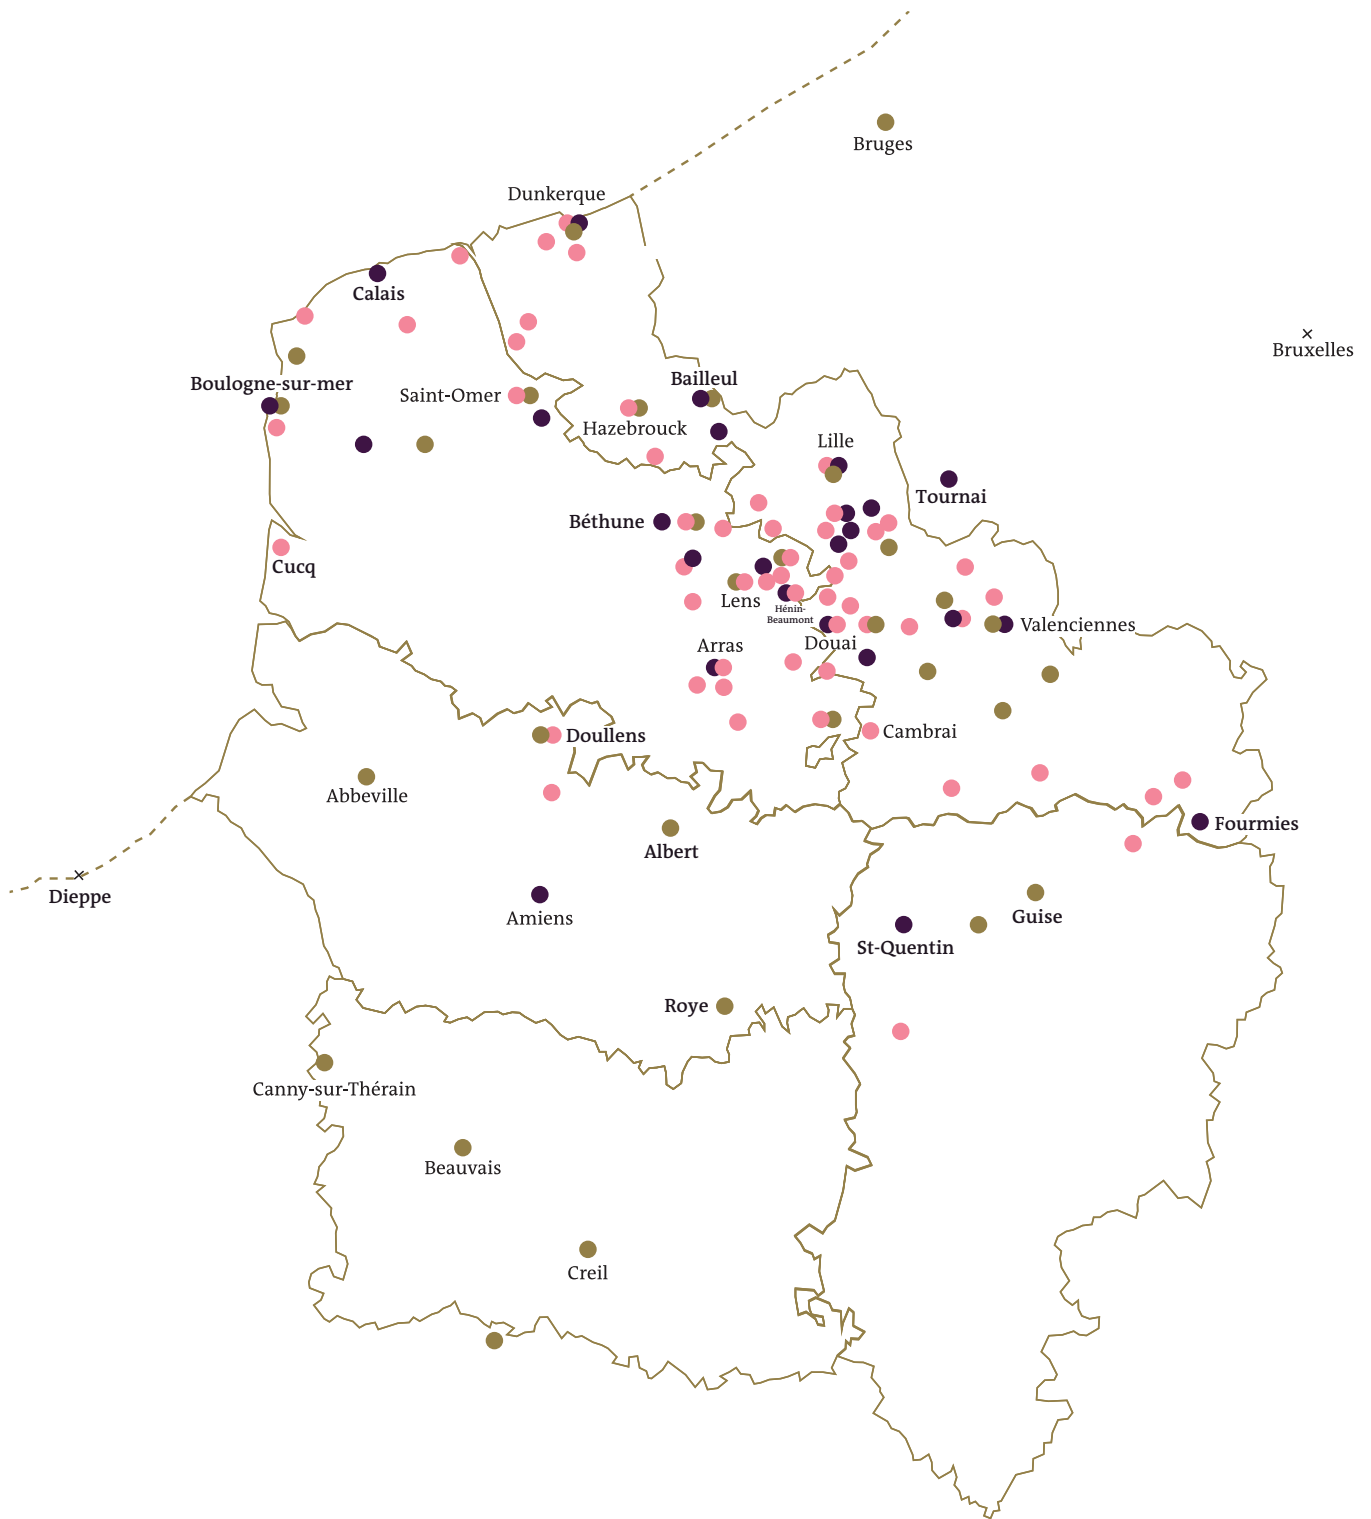 Bruges
Dunkerque
Calais
Bruxelles
Bailleul
Boulogne-sur-mer
Saint-Omer
Hazebrouck
Lille
Tournai
Béthune
Cucq
Lens
Hénin-
Beaumont
Valenciennes
Douai
Arras
Cambrai
Doullens
Abbeville
Fourmies
Albert
Dieppe
Guise
Amiens
St-Quentin
Roye
Canny-sur-Thérain
Beauvais
Creil